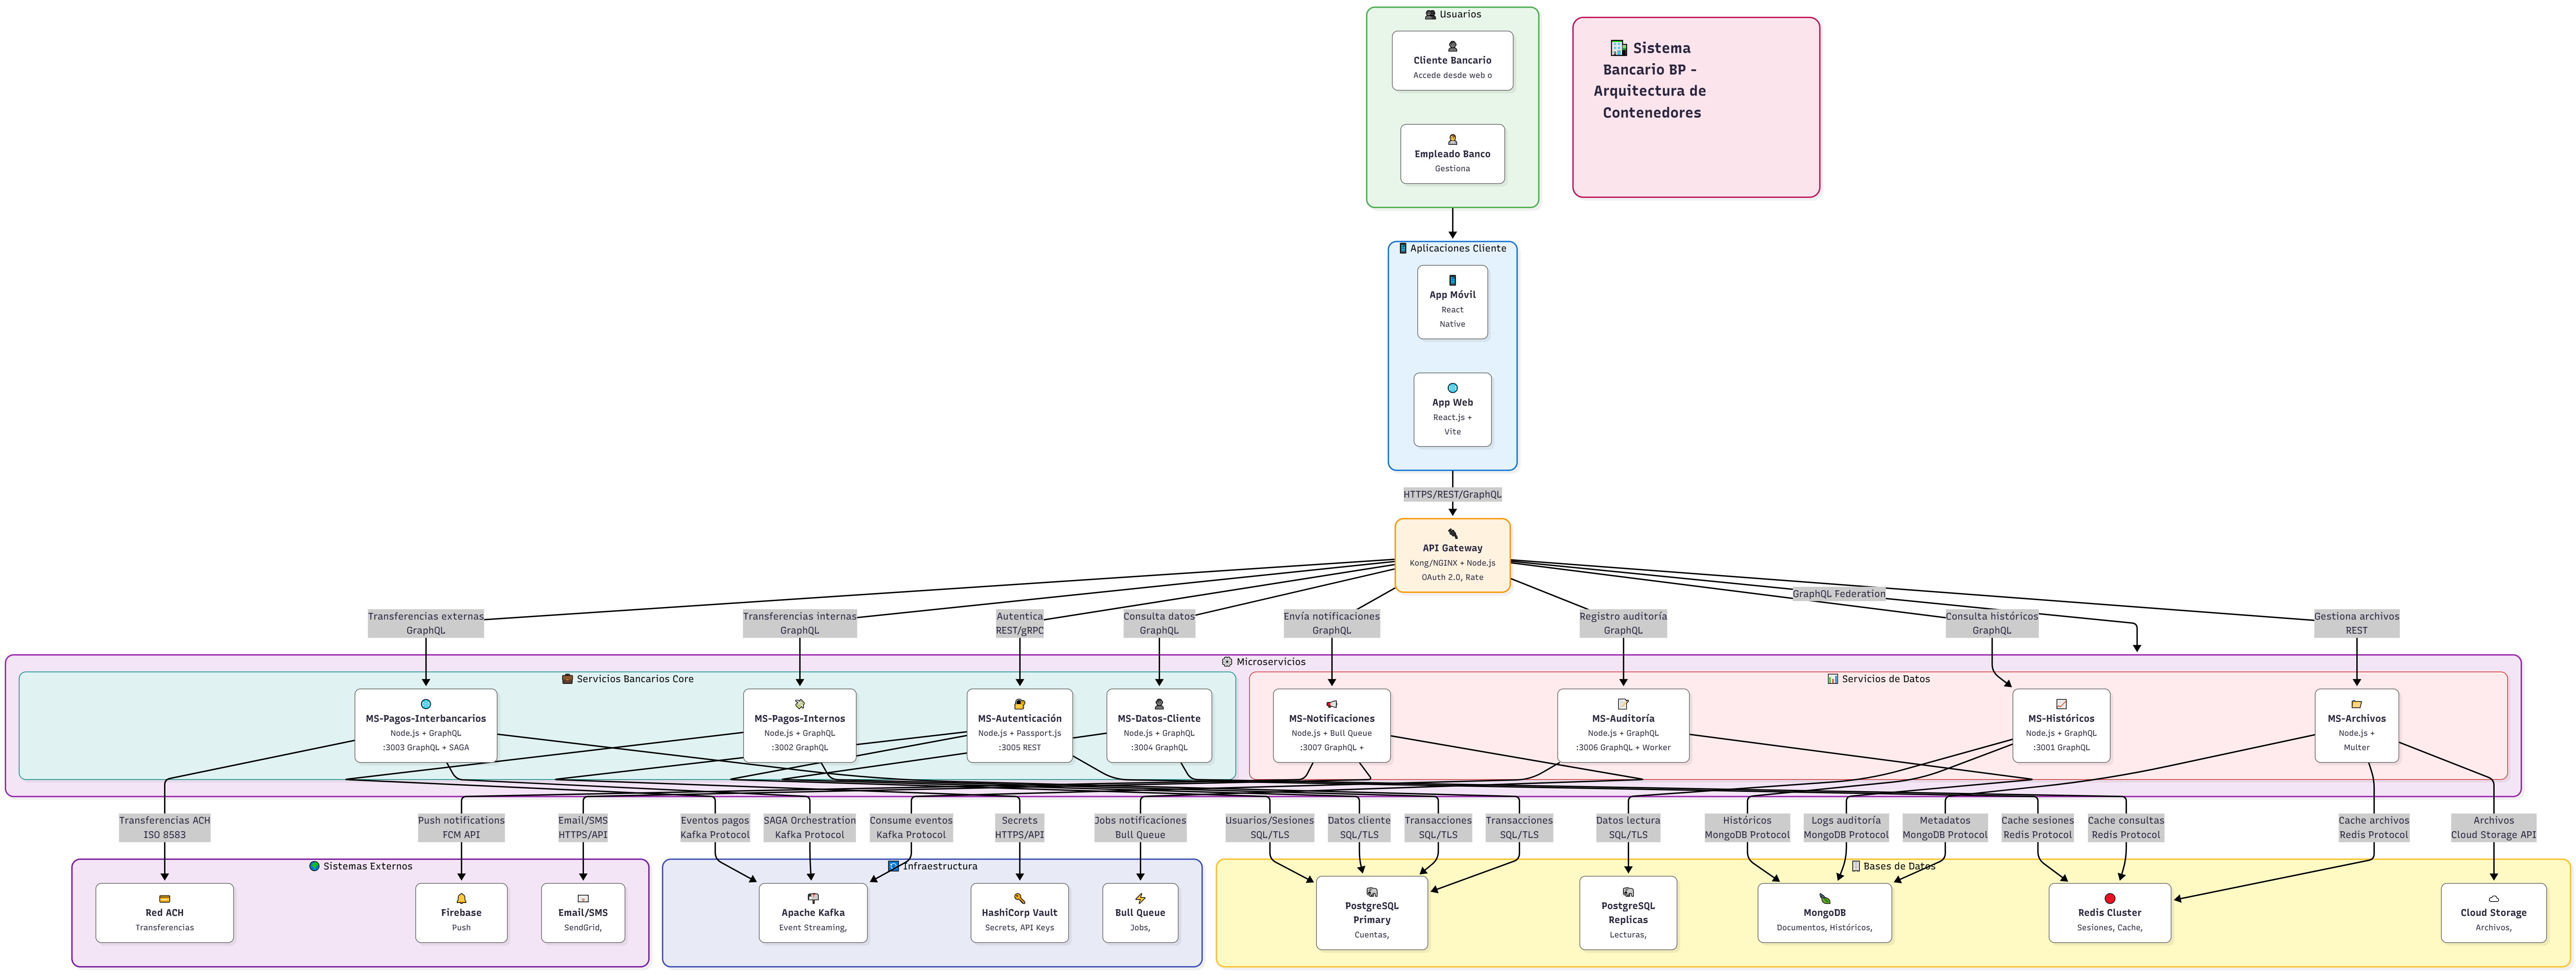 Usuarios
Cliente Bancario
Accede desde web o
Empleado Banco
Gestiona
Sistema
Bancario BP -
Arquitectura de
Contenedores
Aplicaciones Cliente
App Móvil
React
Native
App Web
React.js +
Vite
HTTPS/REST/GraphQL
API Gateway
Kong/NGINX + Node.js
OAuth 2.0, Rate
GraphQL Federation
Transferencias externas
GraphQL
Transferencias internas
GraphQL
Autentica
REST/gRPC
Consulta datos
GraphQL
Envía notificaciones
GraphQL
Registro auditoría
GraphQL
Consulta históricos
GraphQL
Gestiona archivos
REST
Microservicios
Servicios Bancarios Core
Servicios de Datos
MS-Pagos-Interbancarios
Node.js + GraphQL
:3003 GraphQL + SAGA
MS-Pagos-Internos
Node.js + GraphQL
:3002 GraphQL
MS-Autenticación
Node.js + Passport.js
:3005 REST
MS-Datos-Cliente
Node.js + GraphQL
:3004 GraphQL
MS-Notificaciones
Node.js + Bull Queue
:3007 GraphQL +
MS-Auditoría
Node.js + GraphQL
:3006 GraphQL + Worker
MS-Históricos
Node.js + GraphQL
:3001 GraphQL
MS-Archivos
Node.js +
Multer
Transferencias ACH
ISO 8583
Push notifications
FCM API
Email/SMS
HTTPS/API
Eventos pagos
Kafka Protocol
SAGA Orchestration
Kafka Protocol
Consume eventos
Kafka Protocol
Secrets
HTTPS/API
Jobs notificaciones
Bull Queue
Usuarios/Sesiones
SQL/TLS
Datos cliente
SQL/TLS
Transacciones
SQL/TLS
Transacciones
SQL/TLS
Datos lectura
SQL/TLS
Históricos
MongoDB Protocol
Logs auditoría
MongoDB Protocol
Metadatos
MongoDB Protocol
Cache sesiones
Redis Protocol
Cache consultas
Redis Protocol
Cache archivos
Redis Protocol
Archivos
Cloud Storage API
Sistemas Externos
Infraestructura
Bases de Datos
Red ACH
Transferencias
Firebase
Push
Email/SMS
SendGrid,
Apache Kafka
Event Streaming,
HashiCorp Vault
Secrets, API Keys
Bull Queue
Jobs,
PostgreSQL
Primary
Cuentas,
PostgreSQL
Replicas
Lecturas,
MongoDB
Documentos, Históricos,
Redis Cluster
Sesiones, Cache,
Cloud Storage
Archivos,